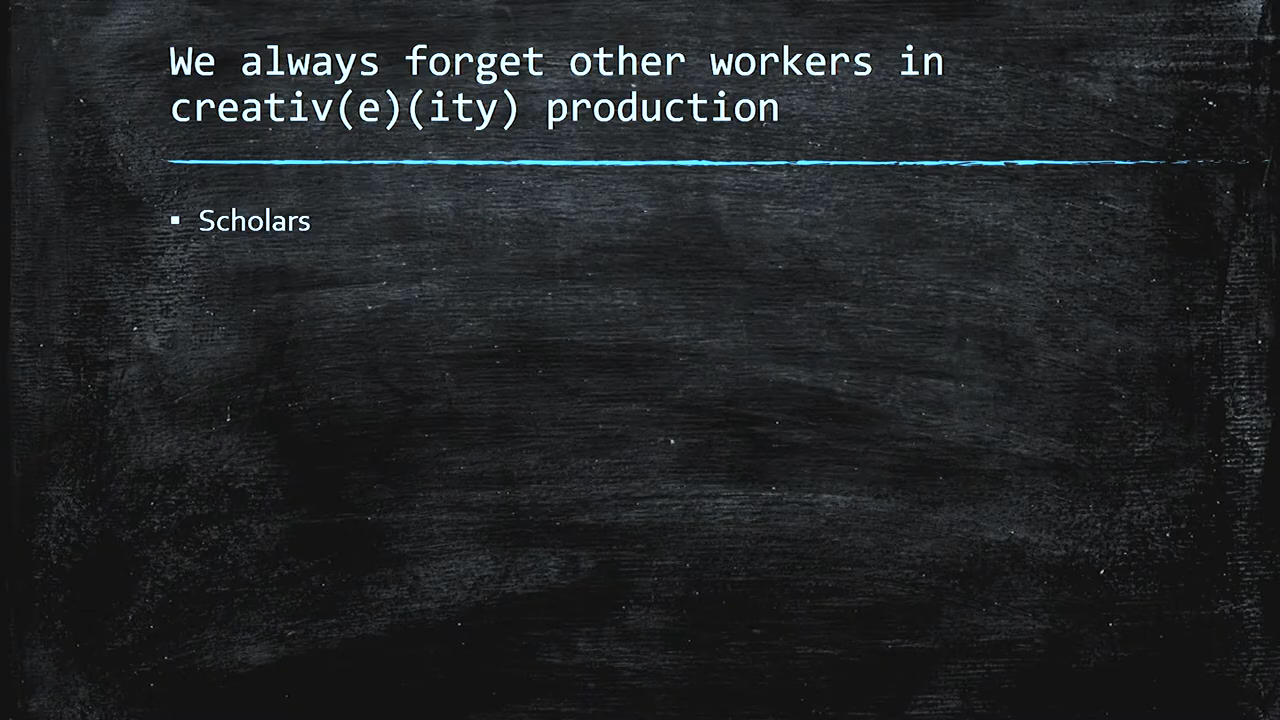 We always forget other workers in
creativ(e)(ity) production
▪ Scholars